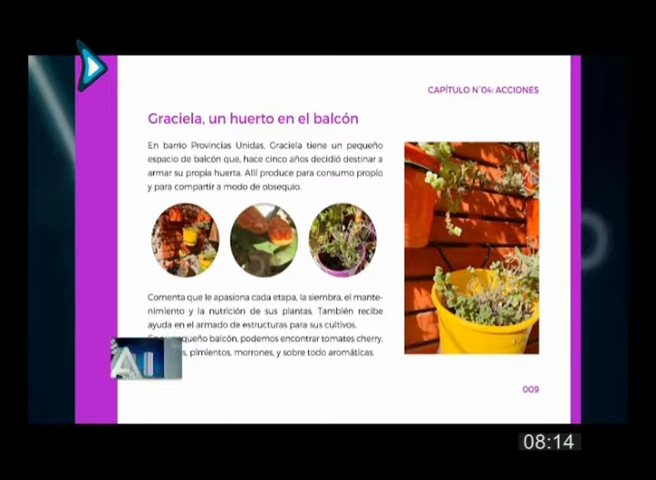 CAPÍTULO N°04: ACCIONES
Graciela, un huerto en el balcón
En barrio Provincias Unidas, Graciela tiene un pequeño
espacio de balcón que, hace cinco años decidió destinar a
armar su propia huerta. Allí produce para consumo propio
y para compartir a modo de obsequio.
Comenta que le apasiona cada etapa, la siembra, el mante-
nimiento y la nutrición de sus plantas. También recibe
ayuda en el armado de estructuras para sus cultivos.
balcón, podemos encontrar tomates cherry.
pimientos, morrones, y sobre todo aromáticas.
AI
009
08:14